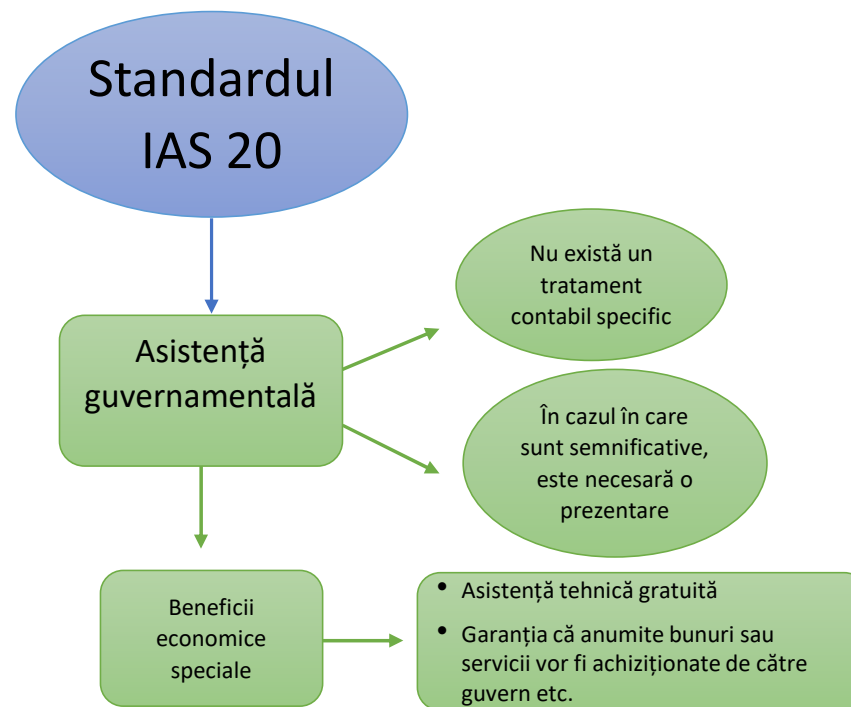 Standardul
IAS 20
Nu există un
tratament
contabil specific
Asistență
guvernamentală
În cazul în care
sunt semnificative,
este necesară o
prezentare
Beneficii
economice
speciale
• Asistență tehnică gratuită
• Garanția că anumite bunuri sau
servicii vor fi achiziționate de către
guvern etc.